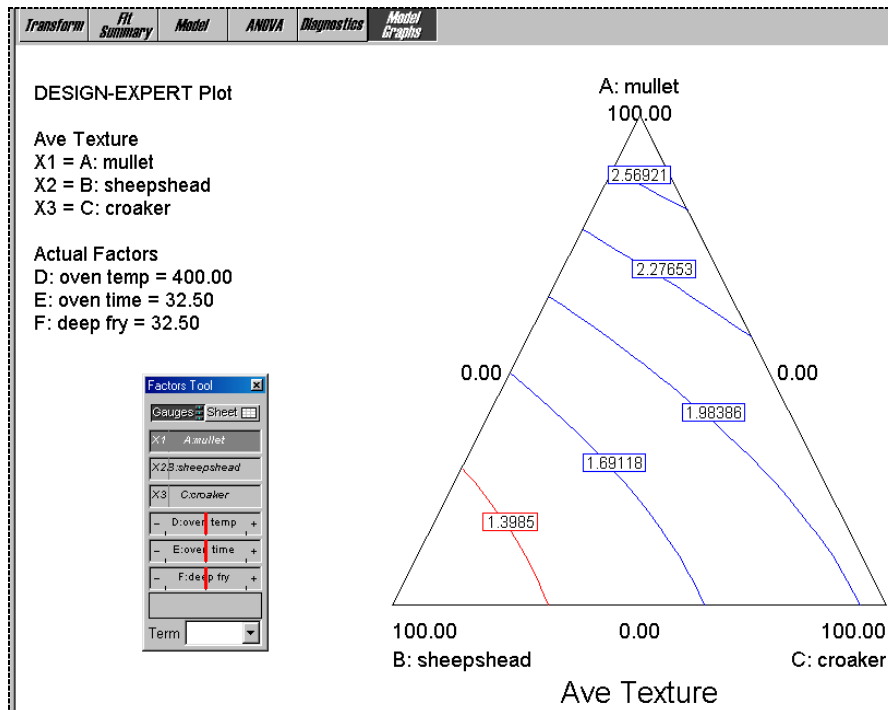 Transform
Fit
Summary
Model
ANOVA
Diagnostics
Model
Graphs
DESIGN-EXPERT Plot
Ave Texture
X1 = A: mullet
X2 = B: sheepshead
X3 = C: croaker
Actual Factors
D: oven temp = 400.00
E: oven time = 32.50
F: deep fry = 32.50
Factors Tool
Gauges
Sheet
X1 A:mullet
X2 B:sheepshead
X3 C:croaker
- D:oven temp +
- E:oven time +
- F:deep fry +
Term
A: mullet
100.00
2.56921
2.27653
0.00
0.00
1.98386
1.69118
1.3985
100.00
0.00
100.00
B: sheepshead
C: croaker
Ave Texture